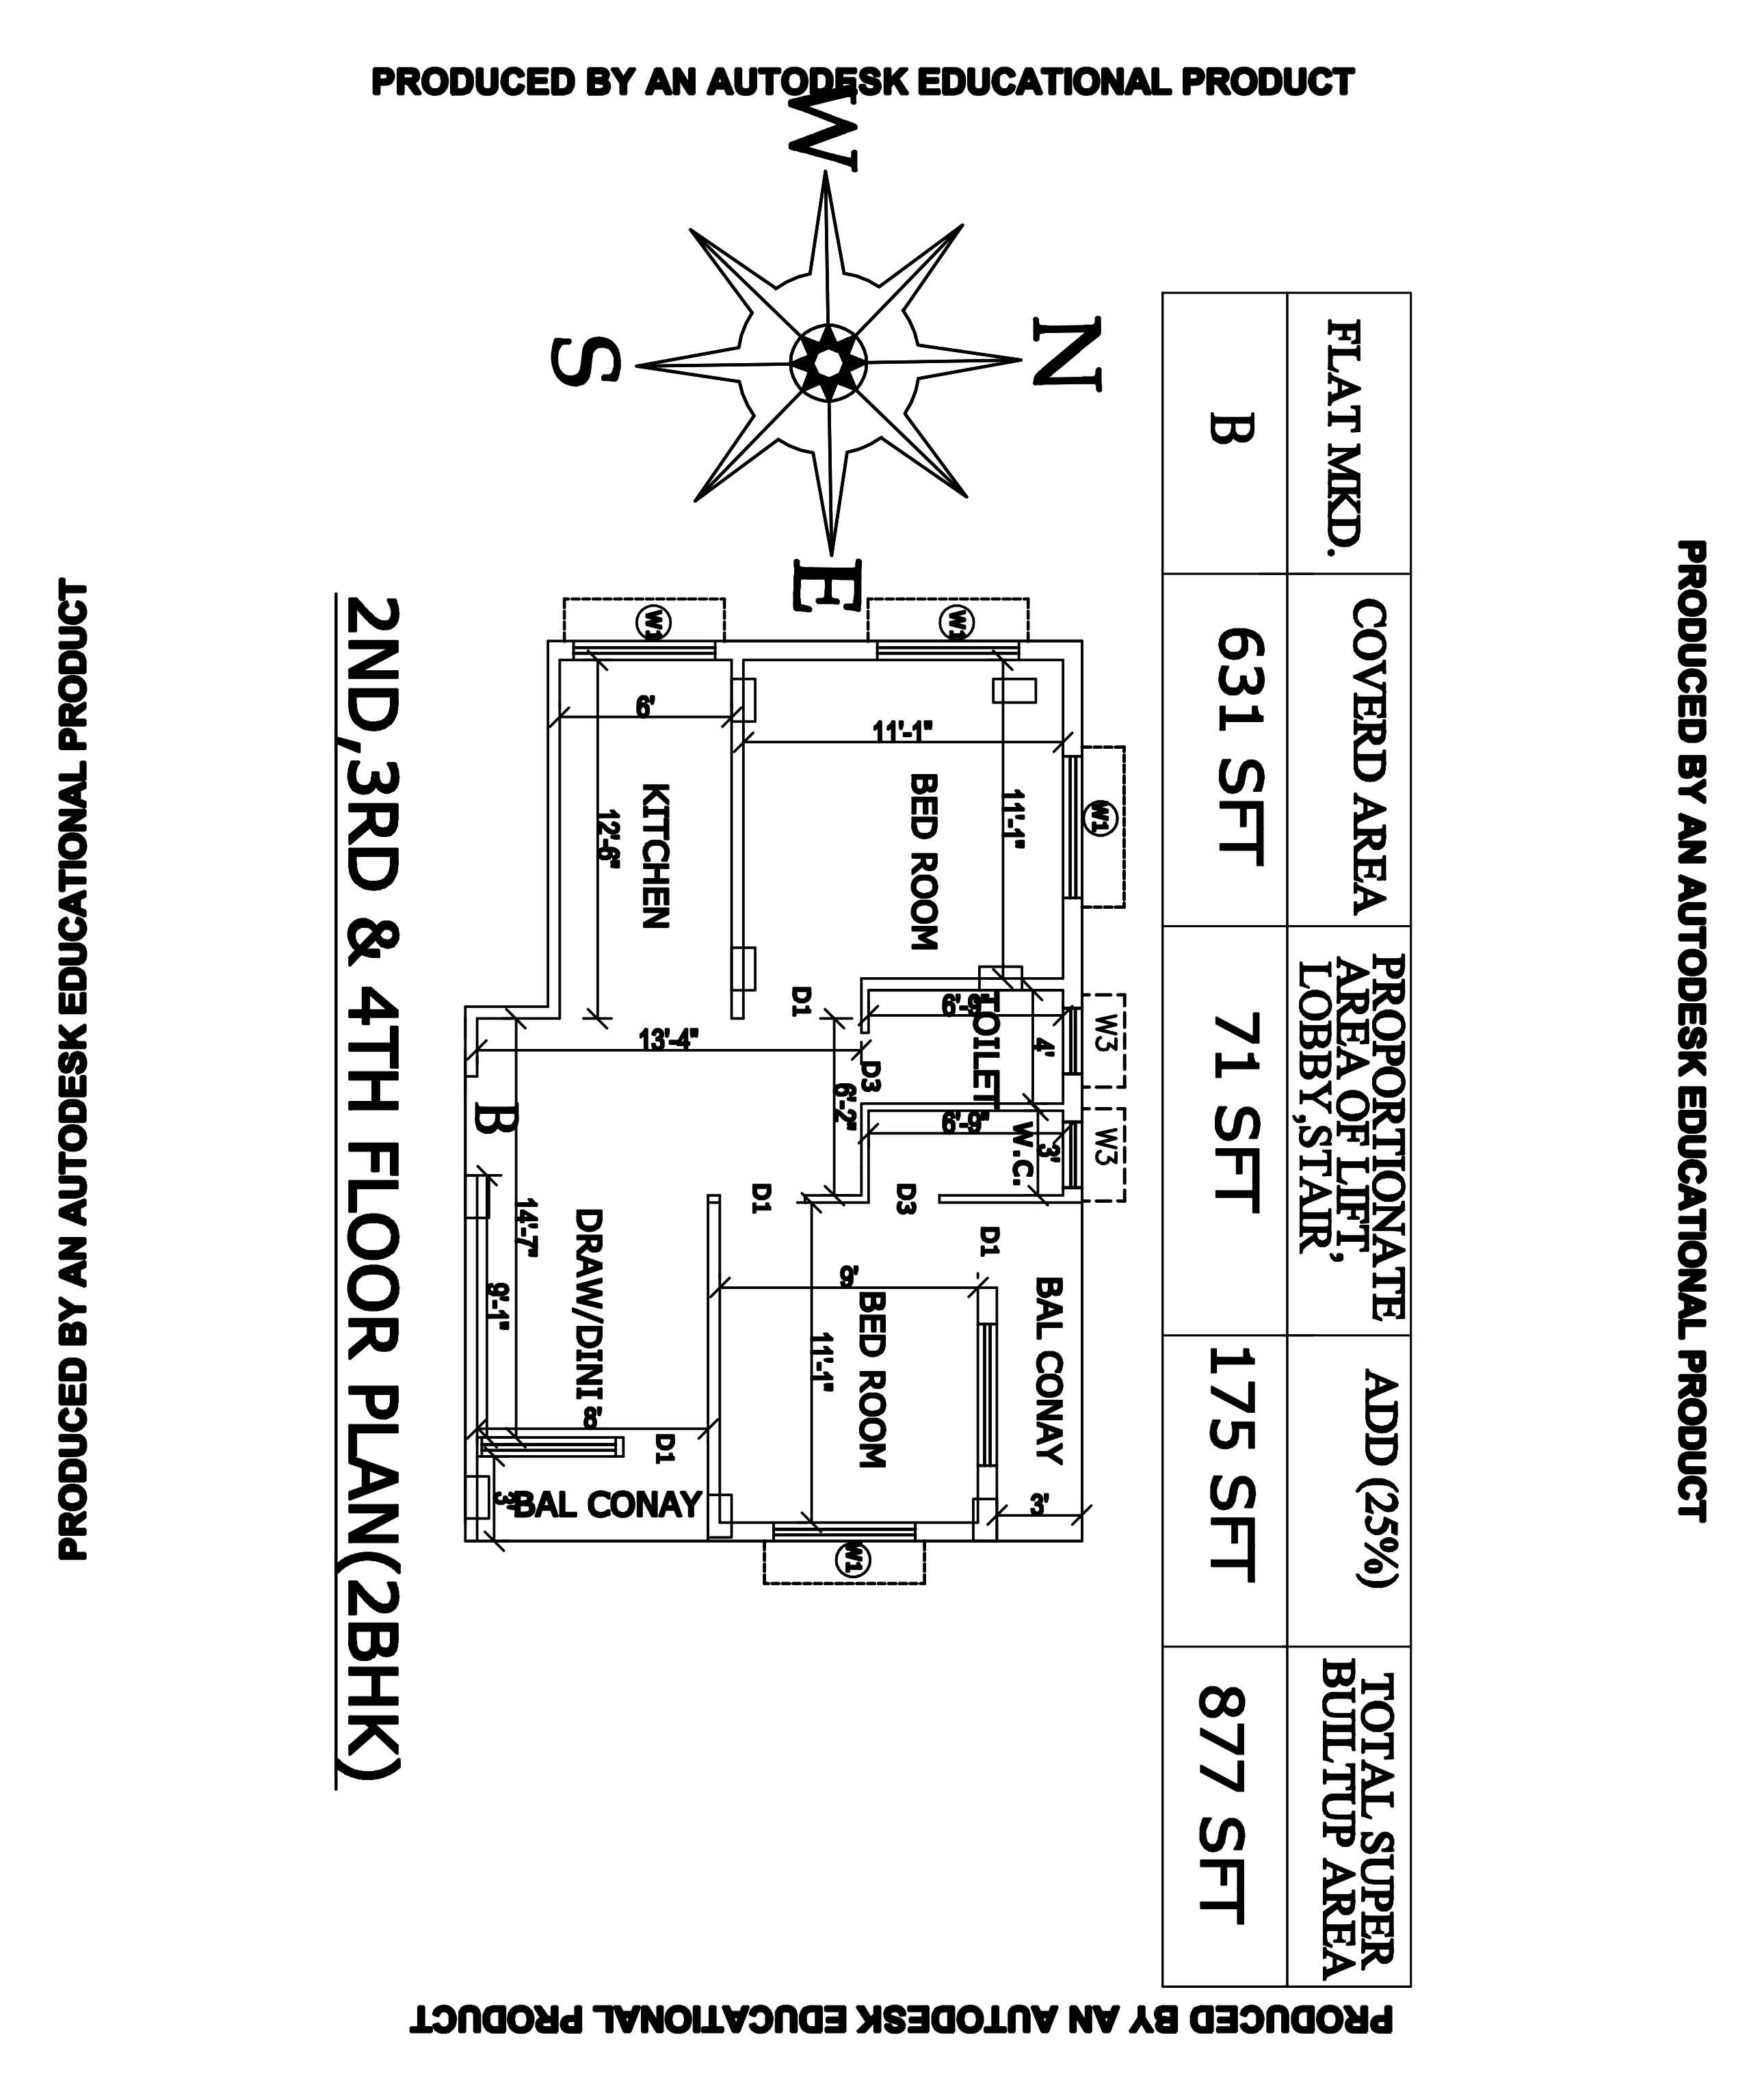 PRODUCED BY AN AUTODESK EDUCATIONAL PRODUCT
PRODUCED BY AN AUTODESK EDUCATIONAL PRODUCT
FLAT MKD.
COVERD AREA
PROPORTIONATE
AREA OF LIFT,
LOBBY,STAIR
ADD (25%)
TOTAL SUPER
BUILTUP AREA
B
631 SFT
71 SFT
175 SFT
877 SFT
N
W
E
S
W1
W3
W3
W1
W1
BED ROOM
11'-1"
11'-1"
TOILET
6'-9"
4'
W.C.
6'-9"
3'
BAL CONAY
3'
D1
D3
D3
D1
D1
6'-2"
BED ROOM
9'
11'-1"
W1
KITCHEN
6'
12'-6"
13'-4"
DRAW/DINI
8'
D1
14'-7"
B
9'-1"
3'
BAL CONAY
2ND,3RD & 4TH FLOOR PLAN(2BHK)
PRODUCED BY AN AUTODESK EDUCATIONAL PRODUCT
PRODUCED BY AN AUTODESK EDUCATIONAL PRODUCT